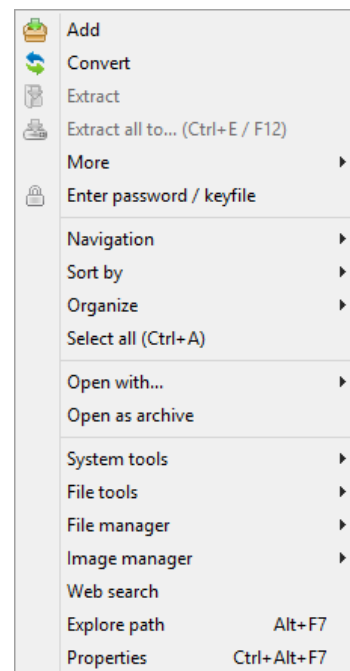 Add
Convert
Extract
Extract all to... (Ctrl+E / F12)
More
Enter password / keyfile
Navigation
Sort by
Organize
Select all (Ctrl+A)
Open with...
Open as archive
System tools
File tools
File manager
Image manager
Web search
Explore path Alt+F7
Properties Ctrl+Alt+F7